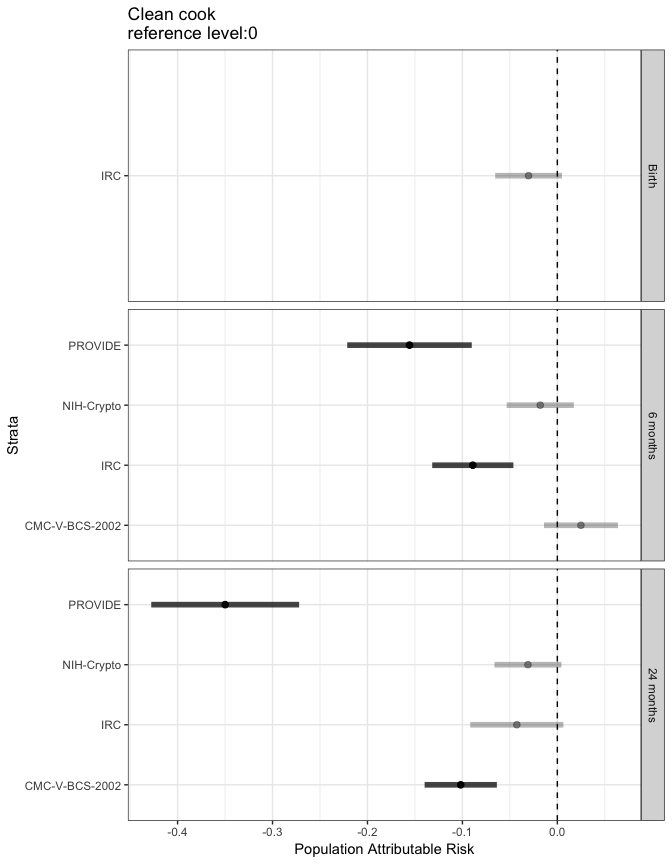 Clean cook
reference level:0
IRC
Birth
PROVIDE
NIH-Crypto
IRC
CMC-V-BCS-2002
6 months
PROVIDE
NIH-Crypto
IRC
CMC-V-BCS-2002
24 months
Strata
-0.4 -0.3 -0.2 -0.1 0.0
Population Attributable Risk